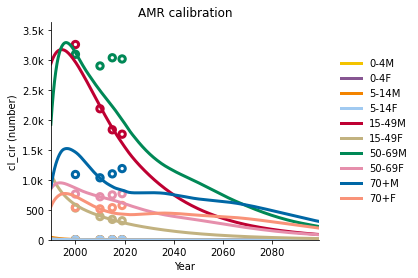 AMR calibration
3.5k
3.0k
2.5k
2.0k
1.5k
1.0k
500
0
cl_cir (number)
2000
2020
2040
2060
2080
Year
0-4M
0-4F
5-14M
5-14F
15-49M
15-49F
50-69M
50-69F
70+M
70+F